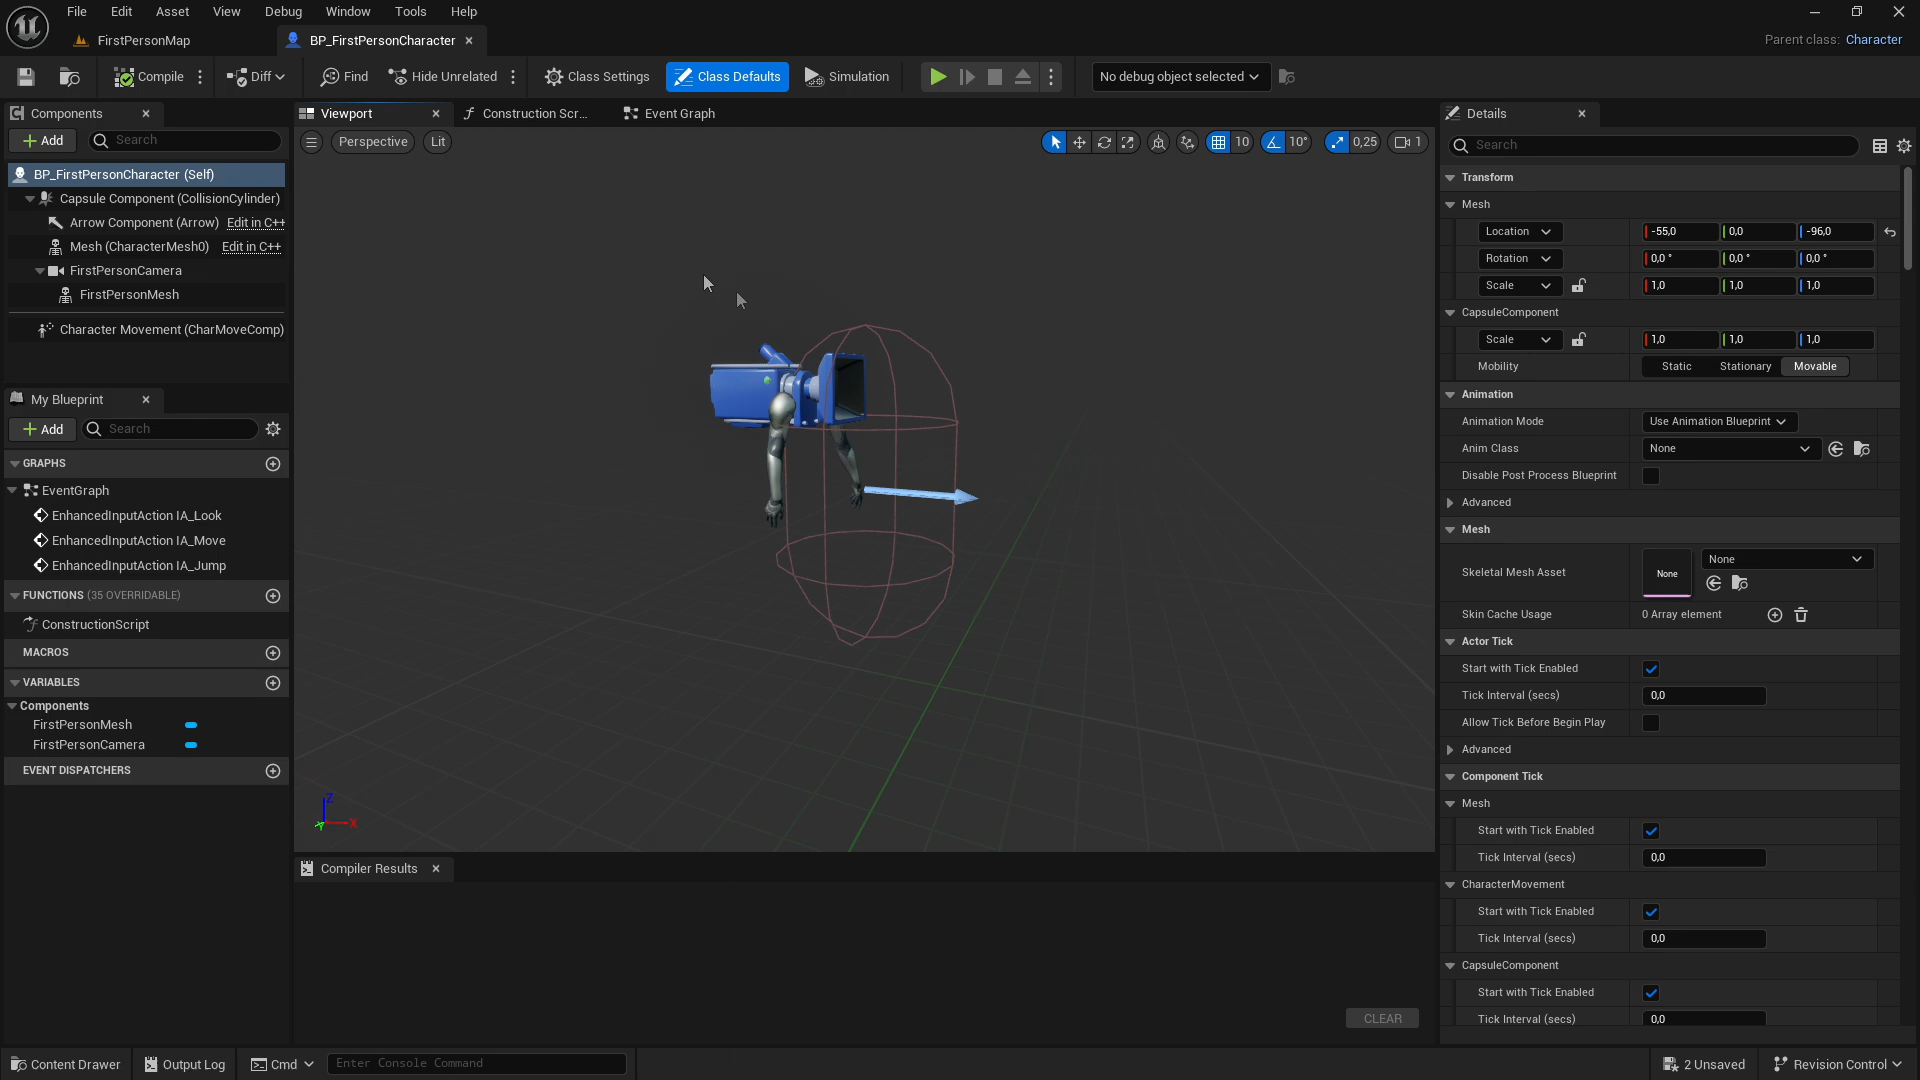 File Edit Asset View Debug Window Tools Help
FirstPersonMap
BP_FirstPersonCharacter
Parent class: Character
Compile
Diff
Find
Hide Unrelated
Class Settings
Class Defaults
Simulation
No debug object selected
Components
Add
Search
BP_FirstPersonCharacter (Self)
Capsule Component (CollisionCylinder)
Arrow Component (Arrow) Edit in C++
Mesh (CharacterMesh0) Edit in C++
FirstPersonCamera
FirstPersonMesh
Character Movement (CharMoveComp)
My Blueprint
Add
Search
GRAPHS
EventGraph
EnhancedInputAction IA_Look
EnhancedInputAction IA_Move
EnhancedInputAction IA_Jump
FUNCTIONS (35 OVERRIDABLE)
ConstructionScript
MACROS
VARIABLES
Components
FirstPersonMesh
FirstPersonCamera
EVENT DISPATCHERS
Viewport
Construction Scr...
Event Graph
Perspective
Lit
10
10°
0,25
1
Z
Y
X
Compiler Results
CLEAR
Details
Search
Transform
Mesh
Location -55,0 0,0 -96,0
Rotation 0,0 ° 0,0 ° 0,0 °
Scale 1,0 1,0 1,0
CapsuleComponent
Scale 1,0 1,0 1,0
Mobility Static Stationary Movable
Animation
Animation Mode Use Animation Blueprint
Anim Class None
Disable Post Process Blueprint
Advanced
Mesh
Skeletal Mesh Asset None None
Skin Cache Usage 0 Array element
Actor Tick
Start with Tick Enabled
Tick Interval (secs) 0,0
Allow Tick Before Begin Play
Advanced
Component Tick
Mesh
Start with Tick Enabled
Tick Interval (secs) 0,0
CharacterMovement
Start with Tick Enabled
Tick Interval (secs) 0,0
CapsuleComponent
Start with Tick Enabled
Tick Interval (secs) 0,0
Content Drawer
Output Log
Cmd
Enter Console Command
2 Unsaved
Revision Control